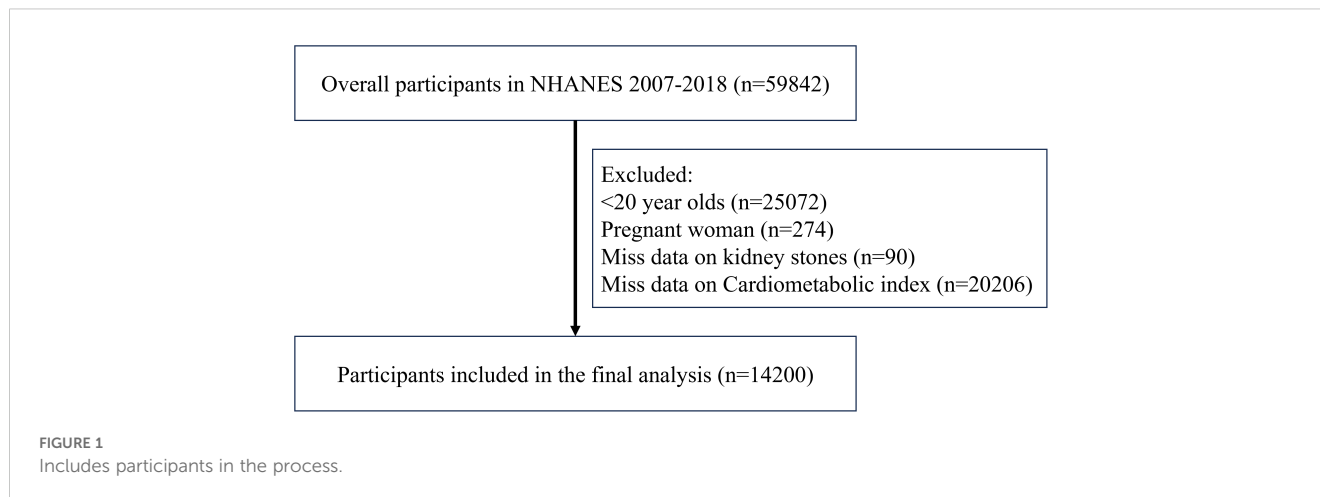 Overall participants in NHANES 2007-2018 (n=59842)
Excluded:
<20 year olds (n=25072)
Pregnant woman (n=274)
Miss data on kidney stones (n=90)
Miss data on Cardiometabolic index (n=20206)
Participants included in the final analysis (n=14200)
FIGURE 1
Includes participants in the process.